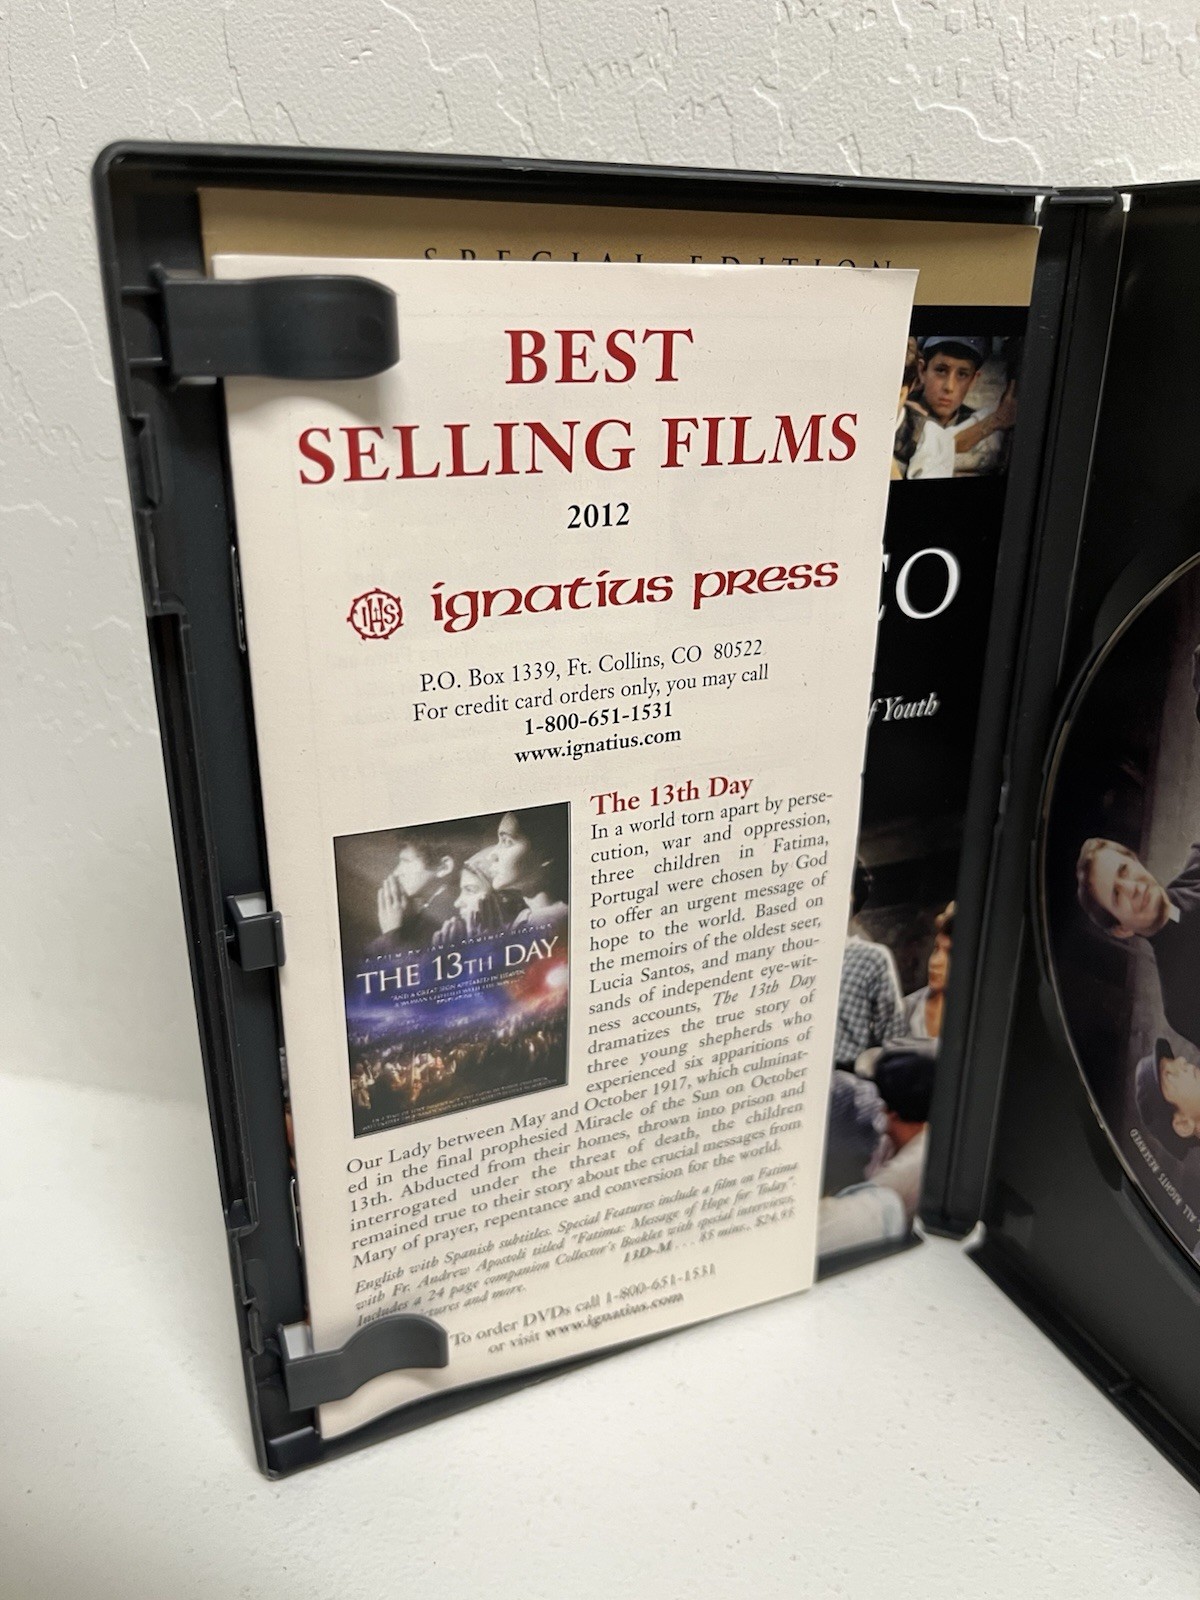 SPECIAL EDITION
BEST
SELLING FILMS
2012
IHS ignatius press
P.O. Box 1339, Ft. Collins, CO 80522
For credit card orders only, you may call
1-800-651-1531
www.ignatius.com
The 13th Day
In a world torn apart by perse-
cution, war and oppression,
three children in Fatima,
Portugal were chosen by God
to offer an urgent message of
hope to the world. Based on
the memoirs of the oldest seer,
Lucia Santos, and many thou-
sands of independent eye-wit-
ness accounts, The 13th Day
dramatizes the true story of
three young shepherds who
experienced six apparitions of
Our Lady between May and October 1917, which culminat-
ed in the final prophesied Miracle of the Sun on October
13th. Abducted from their homes, thrown into prison and
interrogated under the threat of death, the children
remained true to their story about the crucial messages from
Mary of prayer, repentance and conversion for the world.
English with Spanish subtitles. Special Features include a film on Fatima
with Fr. Andrew Apostoli titled "Fatima: Message of Hope for Today".
Includes a 24 page companion Collector's Booklet with special interviews,
ctures and more.
13D-M . . . 85 mins., $24.95
To order DVDs call 1-800-651-1531
or visit www.ignatius.com
THE 13TH DAY
EO
f Youth
ALL RIGHTS RESERVED